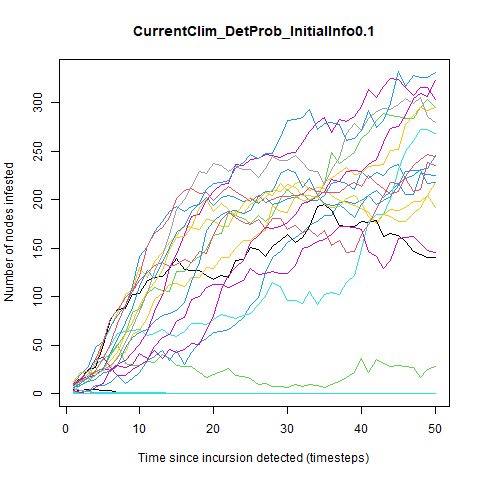 CurrentClim_DetProb_InitialInfo0.1
Number of nodes infested
300
250
200
150
100
50
0
0 10 20 30 40 50
Time since incursion detected (timesteps)